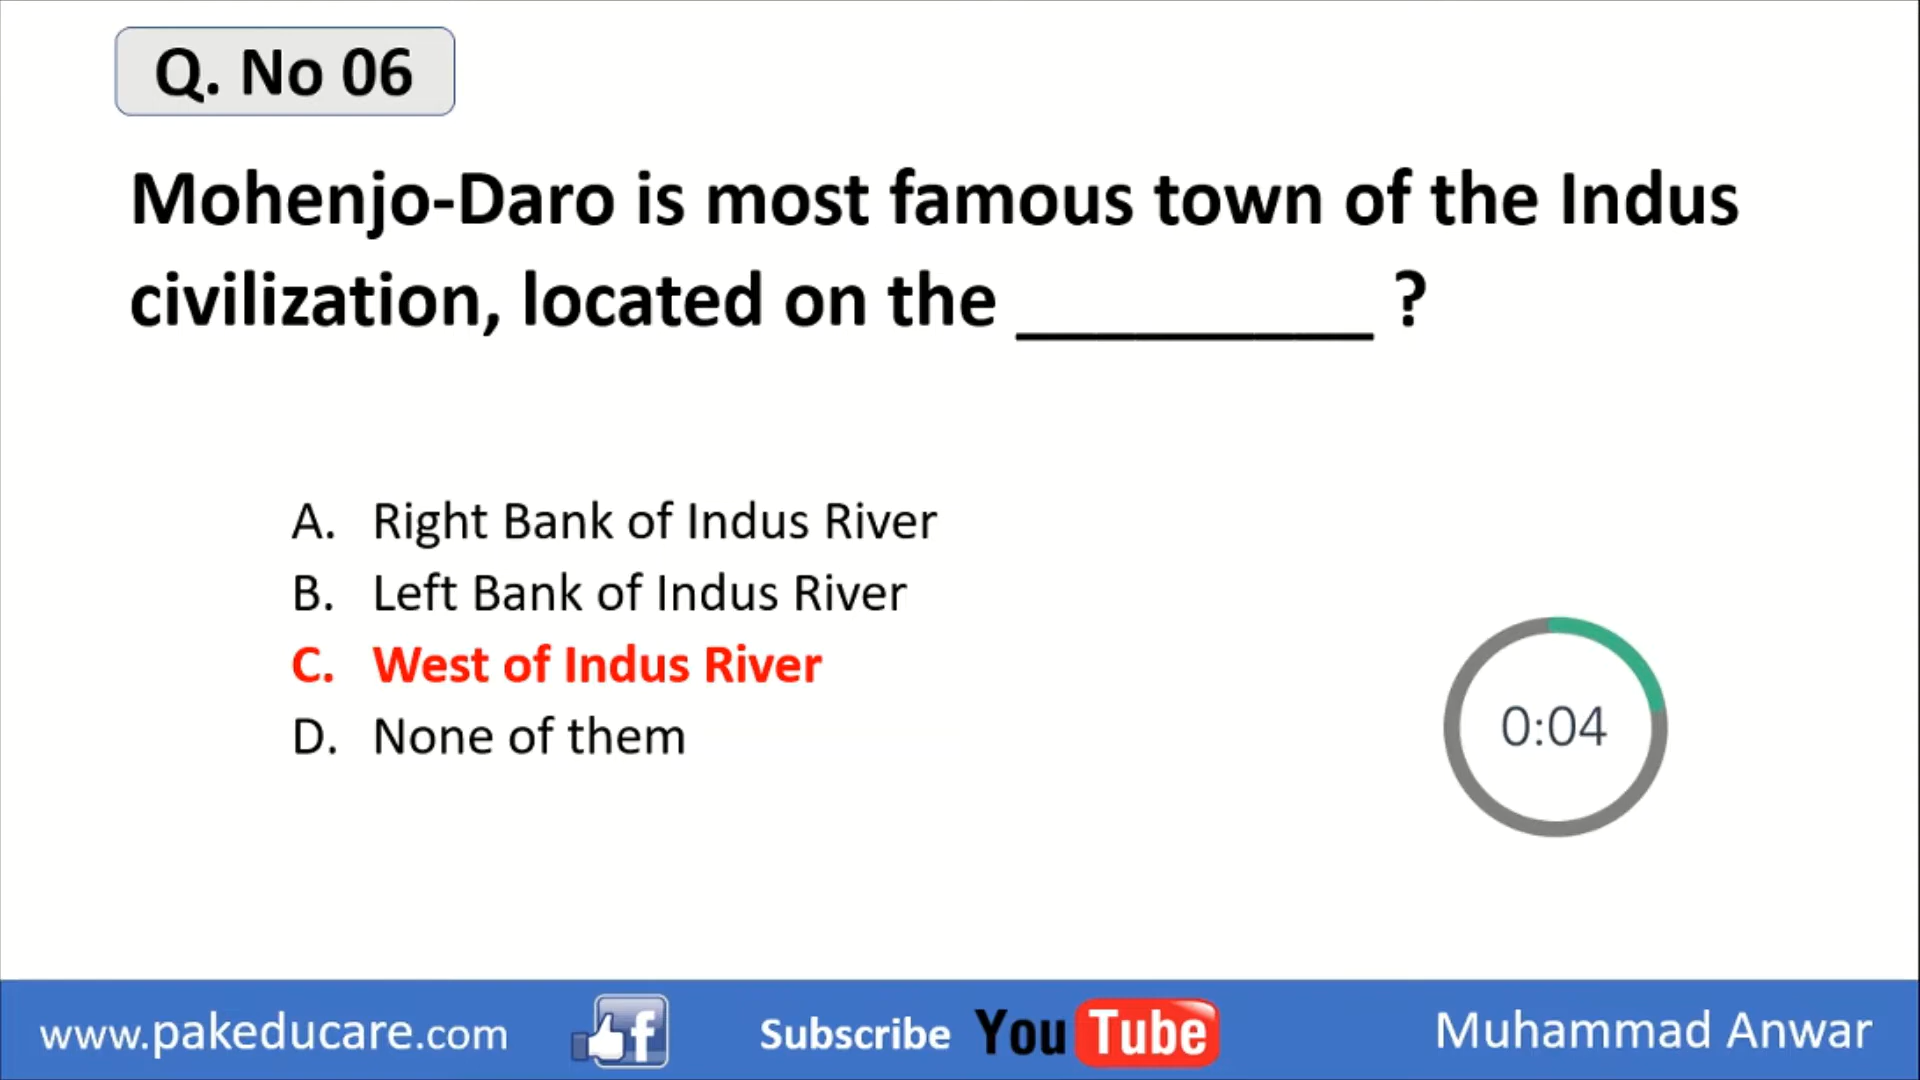 Q. No 06
Mohenjo-Daro is most famous town of the Indus
civilization, located on the _________ ?
A. Right Bank of Indus River
B. Left Bank of Indus River
C. West of Indus River
D. None of them
0:04
www.pakeducare.com f Subscribe YouTube Muhammad Anwar